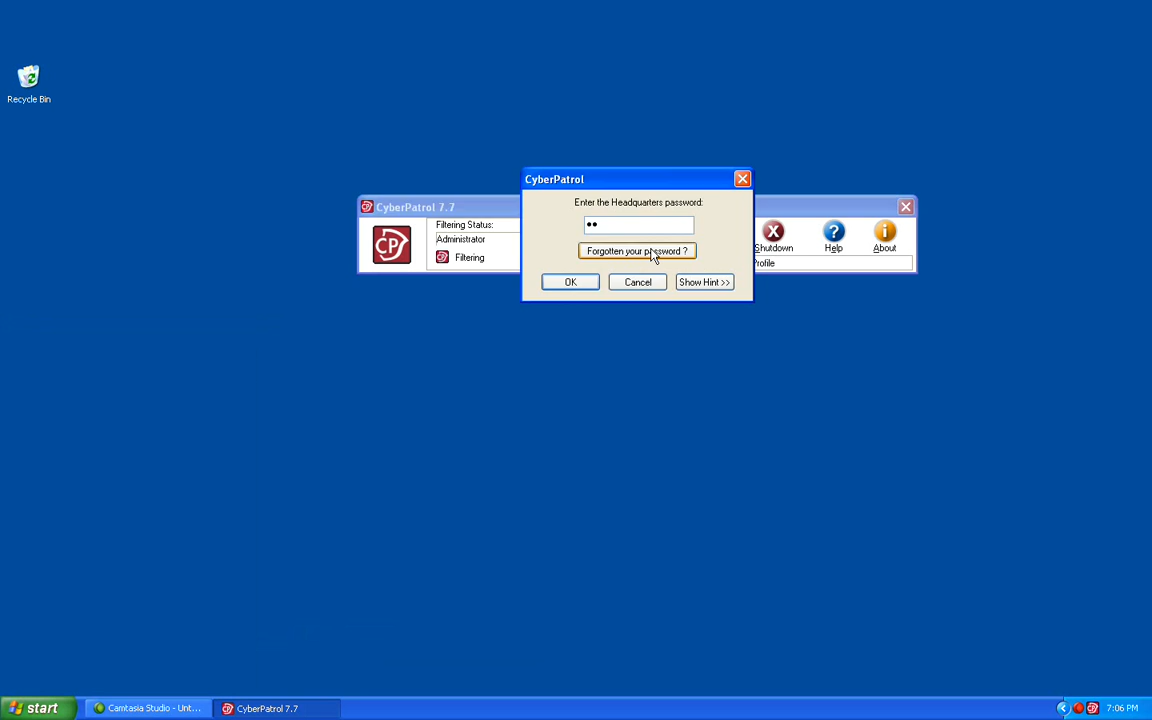 Recycle Bin
CyberPatrol
Enter the Headquarters password:
••
Forgotten your password ?
OK
Cancel
Show Hint >>
CyberPatrol 7.7
CP
Filtering Status:
Administrator
Filtering
Shutdown
Help
About
Profile
start
Camtasia Studio - Unt...
CyberPatrol 7.7
7:06 PM